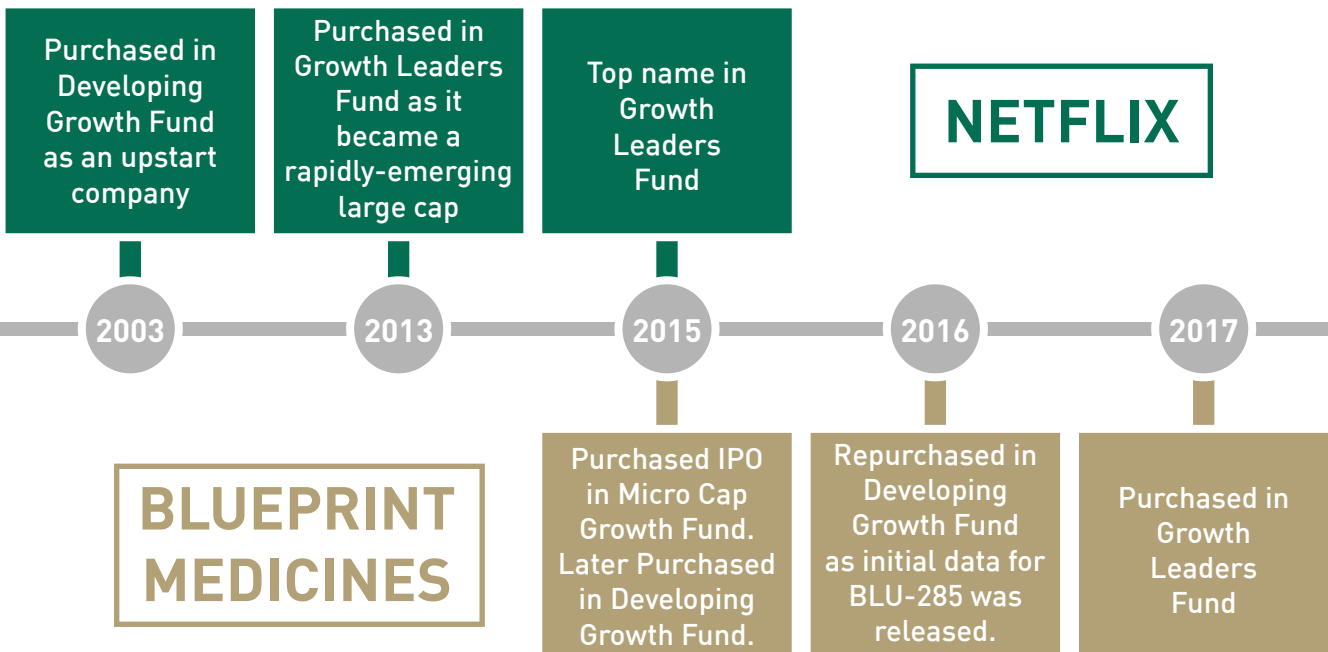 Purchased in
Developing
Growth Fund
as an upstart
company
Purchased in
Growth Leaders
Fund as it
became a
rapidly-emerging
large cap
Top name in
Growth
Leaders
Fund
NETFLIX
2003
2013
2015
2016
2017
BLUEPRINT
MEDICINES
Purchased IPO
in Micro Cap
Growth Fund.
Later Purchased
in Developing
Growth Fund.
Repurchased in
Developing
Growth Fund
as initial data for
BLU-285 was
released.
Purchased in
Growth
Leaders
Fund